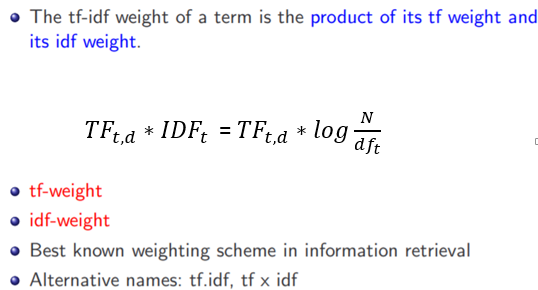 The tf-idf weight of a term is the product of its tf weight and
its idf weight.
TF_{t,d} * IDF_t = TF_{t,d} * log \frac{N}{df_t}
tf-weight
idf-weight
Best known weighting scheme in information retrieval
Alternative names: tf.idf, tf x idf